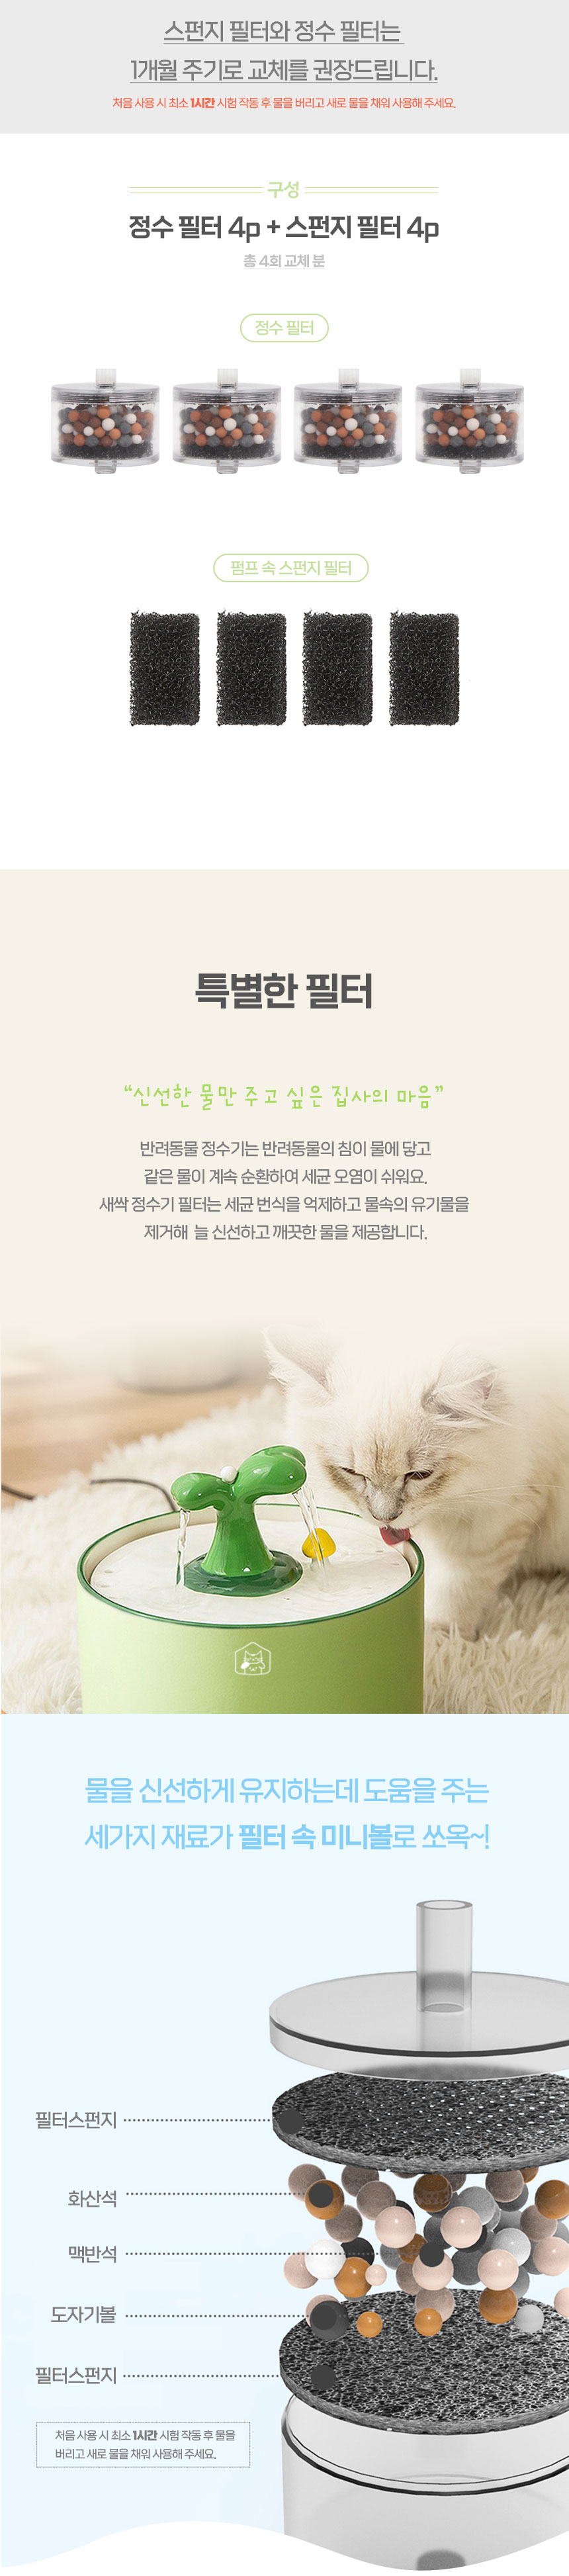 스펀지 필터와 정수 필터는
1개월 주기로 교체를 권장드립니다.
처음 사용 시 최소 1시간 시험 작동 후 물을 버리고 새로 물을 채워 사용해 주세요.
구성
정수 필터 4p + 스펀지 필터 4p
총 4회 교체 분
정수 필터
펌프 속 스펀지 필터
특별한 필터
“신선한 물만 주고 싶은 집사의 마음”
반려동물 정수기는 반려동물의 침이 물에 닿고
같은 물이 계속 순환하여 세균 오염이 쉬워요.
새싹 정수기 필터는 세균 번식을 억제하고 물속의 유기물을
제거해 늘 신선하고 깨끗한 물을 제공합니다.
물을 신선하게 유지하는데 도움을 주는
세가지 재료가 필터 속 미니볼로 쏘옥~!
필터스펀지
화산석
맥반석
도자기볼
필터스펀지
처음 사용 시 최소 1시간 시험 작동 후 물을
버리고 새로 물을 채워 사용해 주세요.